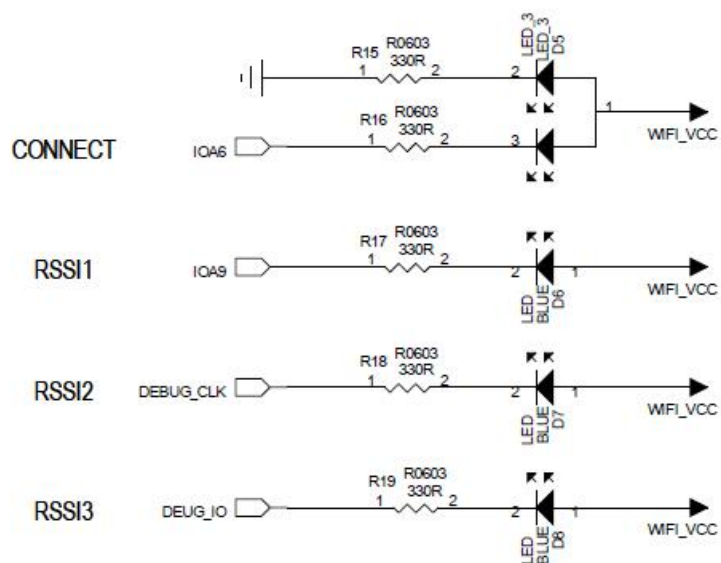 LED_3
LED_3
D5
R15 R0603
330R
1 2 2
R16 R0603
330R
1
WIFI_VCC
CONNECT IOA6 1 2 3
R17 R0603
330R
RSSI1 IOA9 1 2 2 1
WIFI_VCC
LED
BLUE
D6
R18 R0603
330R
RSSI2 DEBUG_CLK 1 2 2 1
WIFI_VCC
LED
BLUE
D7
R19 R0603
330R
RSSI3 DEUG_IO 1 2 2 1
WIFI_VCC
LED
BLUE
D8